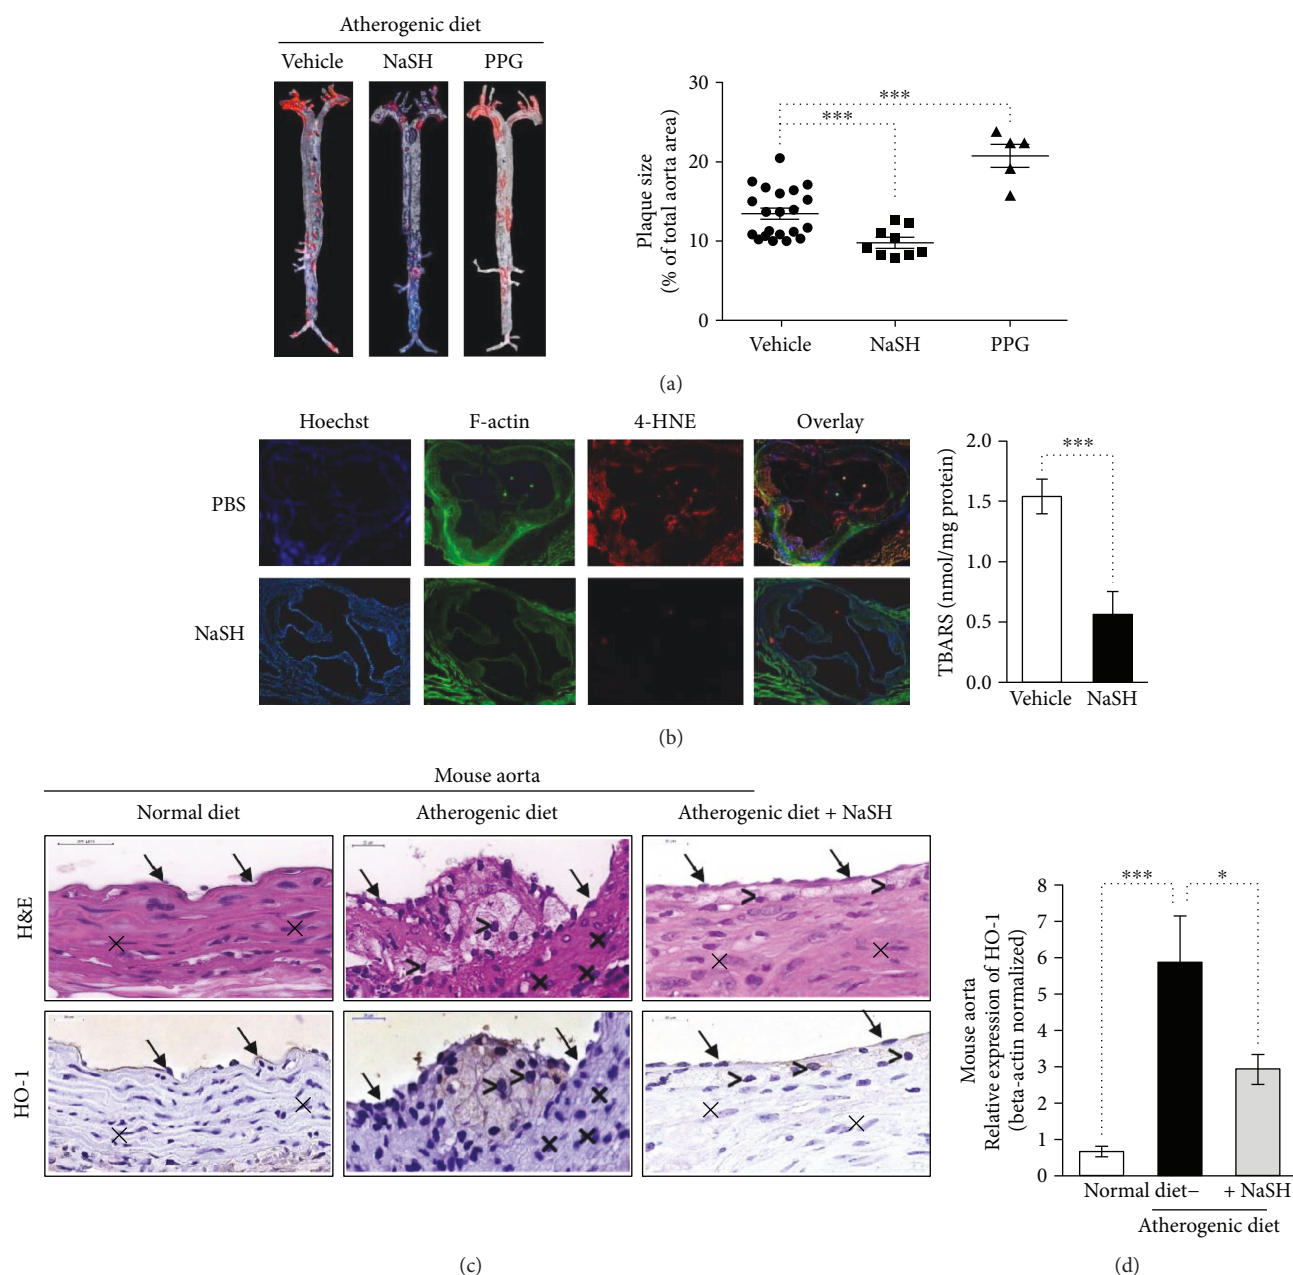 Atherogenic diet
Vehicle NaSH PPG
30
20
10
0
Plaque size
(% of total aorta area)
***
***
Vehicle NaSH PPG
(a)
Hoechst F-actin 4-HNE Overlay
PBS
NaSH
2.0
1.5
1.0
0.5
0.0
TBARS (nmol/mg protein)
***
Vehicle NaSH
(b)
Mouse aorta
Normal diet Atherogenic diet Atherogenic diet + NaSH
H&E
HO-1
(c)
8
7
6
5
4
3
2
1
0
Mouse aorta
Relative expression of HO-1
(beta-actin normalized)
*** *
Normal diet– + NaSH
Atherogenic diet
(d)